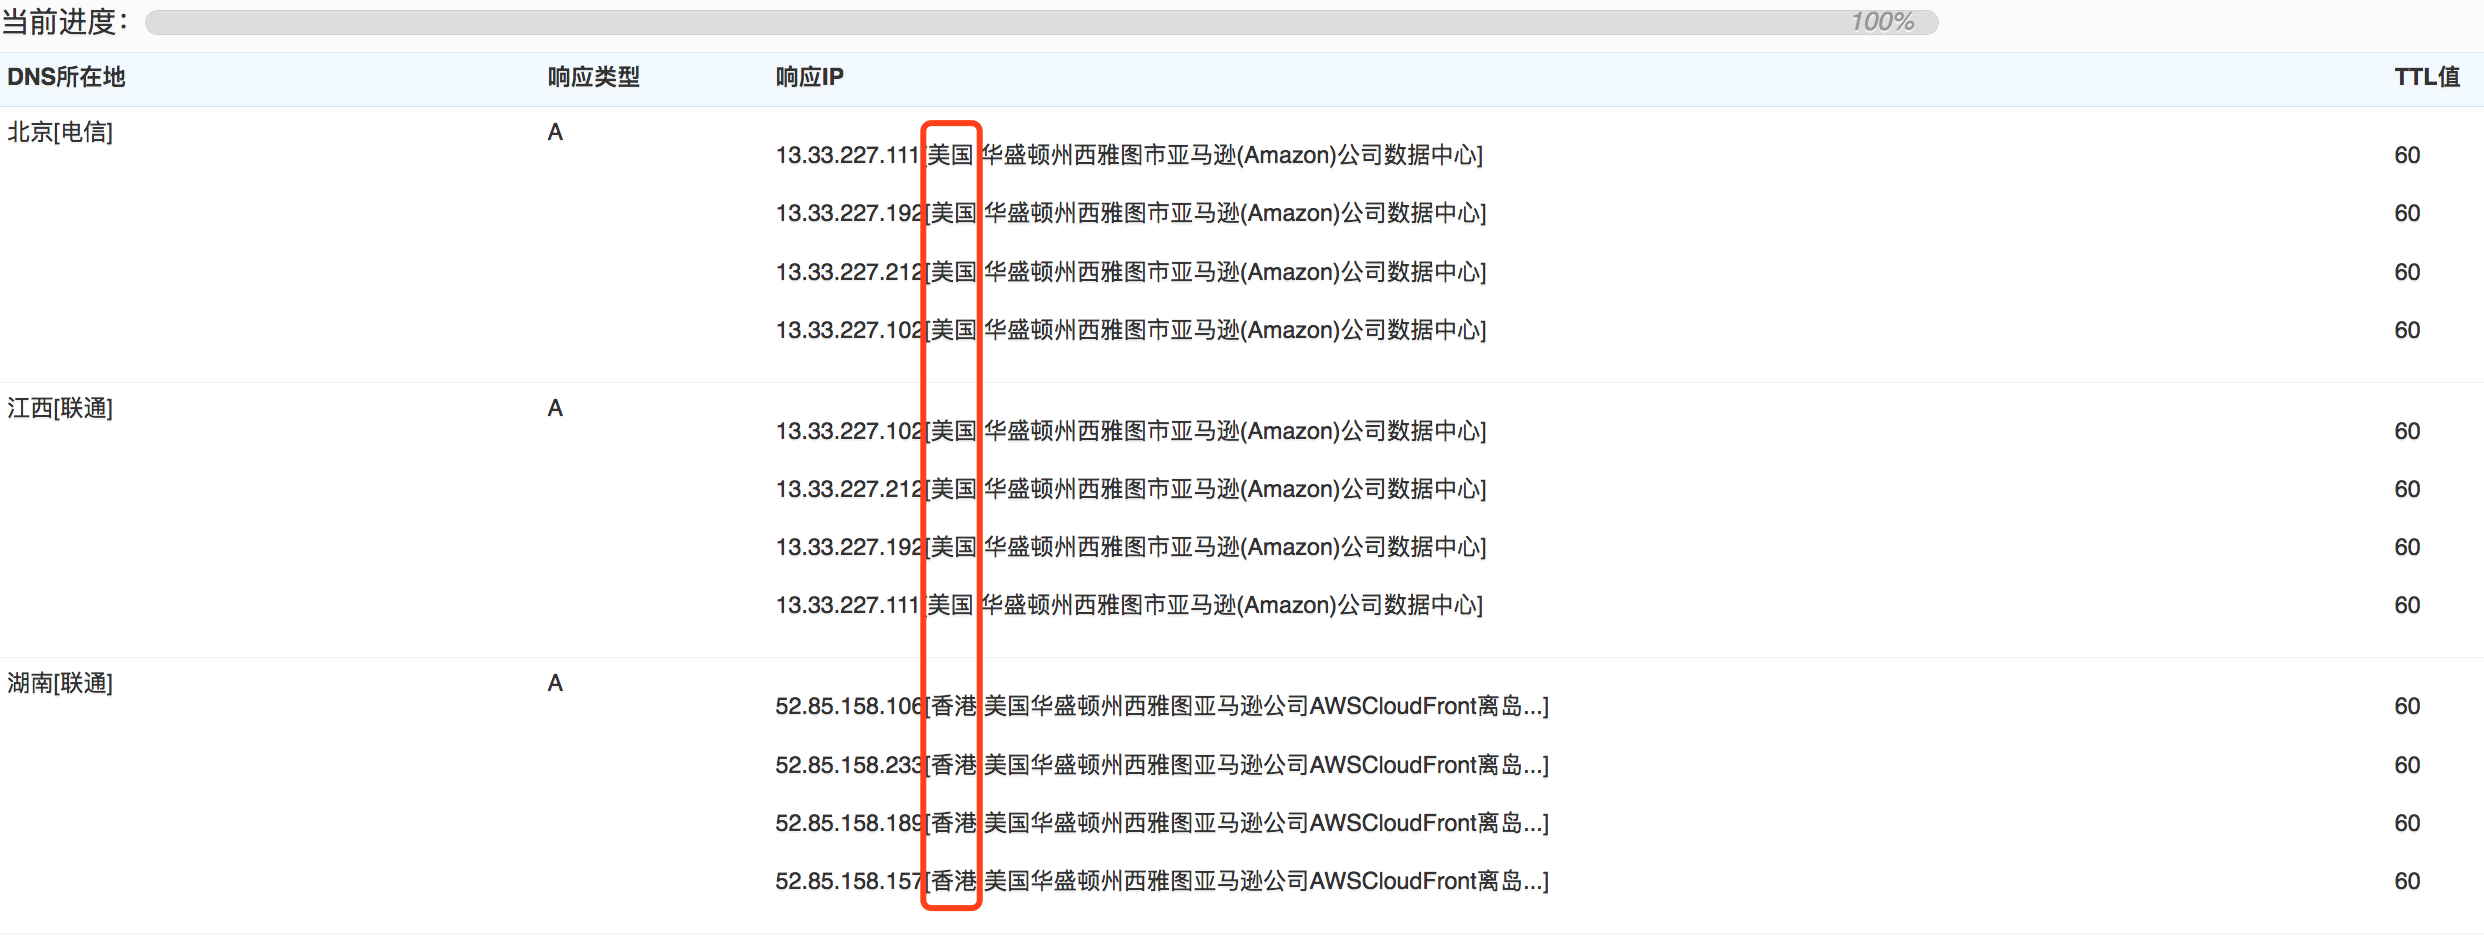 当前进度： 100%
DNS所在地 响应类型 响应IP TTL值
北京[电信] A
13.33.227.111[美国 华盛顿州西雅图市亚马逊(Amazon)公司数据中心] 60
13.33.227.192[美国 华盛顿州西雅图市亚马逊(Amazon)公司数据中心] 60
13.33.227.212[美国 华盛顿州西雅图市亚马逊(Amazon)公司数据中心] 60
13.33.227.102[美国 华盛顿州西雅图市亚马逊(Amazon)公司数据中心] 60
江西[联通] A
13.33.227.102[美国 华盛顿州西雅图市亚马逊(Amazon)公司数据中心] 60
13.33.227.212[美国 华盛顿州西雅图市亚马逊(Amazon)公司数据中心] 60
13.33.227.192[美国 华盛顿州西雅图市亚马逊(Amazon)公司数据中心] 60
13.33.227.111[美国 华盛顿州西雅图市亚马逊(Amazon)公司数据中心] 60
湖南[联通] A
52.85.158.106[香港 美国华盛顿州西雅图亚马逊公司AWSCloudFront离岛...] 60
52.85.158.233[香港 美国华盛顿州西雅图亚马逊公司AWSCloudFront离岛...] 60
52.85.158.189[香港 美国华盛顿州西雅图亚马逊公司AWSCloudFront离岛...] 60
52.85.158.157[香港 美国华盛顿州西雅图亚马逊公司AWSCloudFront离岛...] 60